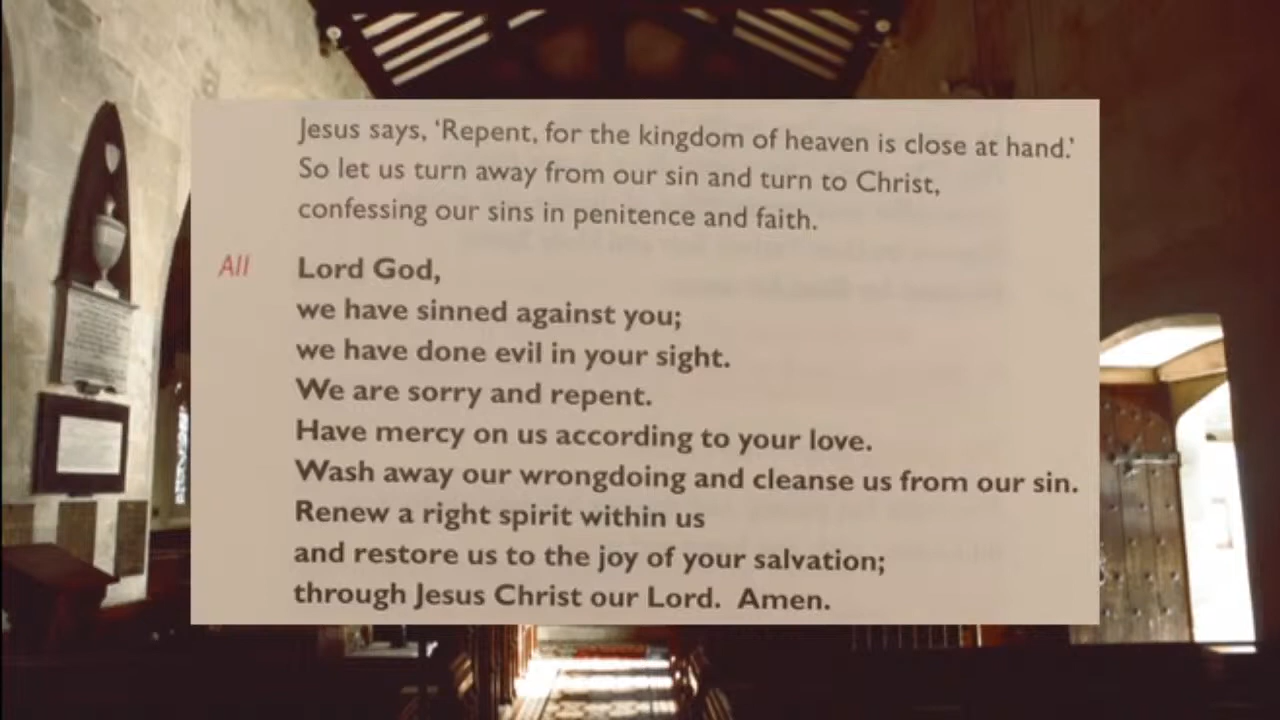 Jesus says, ‘Repent, for the kingdom of heaven is close at hand.’
So let us turn away from our sin and turn to Christ,
confessing our sins in penitence and faith.
All Lord God,
we have sinned against you;
we have done evil in your sight.
We are sorry and repent.
Have mercy on us according to your love.
Wash away our wrongdoing and cleanse us from our sin.
Renew a right spirit within us
and restore us to the joy of your salvation;
through Jesus Christ our Lord. Amen.